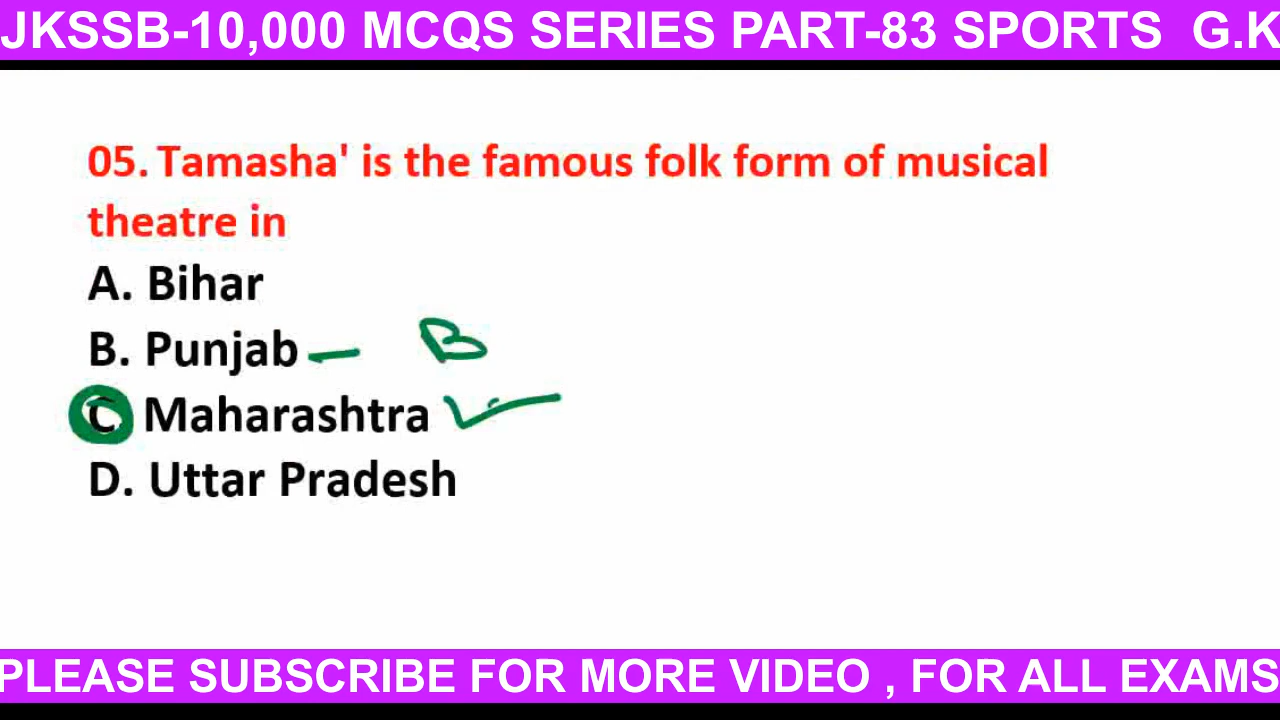 JKSSB-10,000 MCQS SERIES PART-83 SPORTS G.K
05. Tamasha' is the famous folk form of musical
theatre in
A. Bihar
B. Punjab - B
C Maharashtra
D. Uttar Pradesh
PLEASE SUBSCRIBE FOR MORE VIDEO , FOR ALL EXAMS